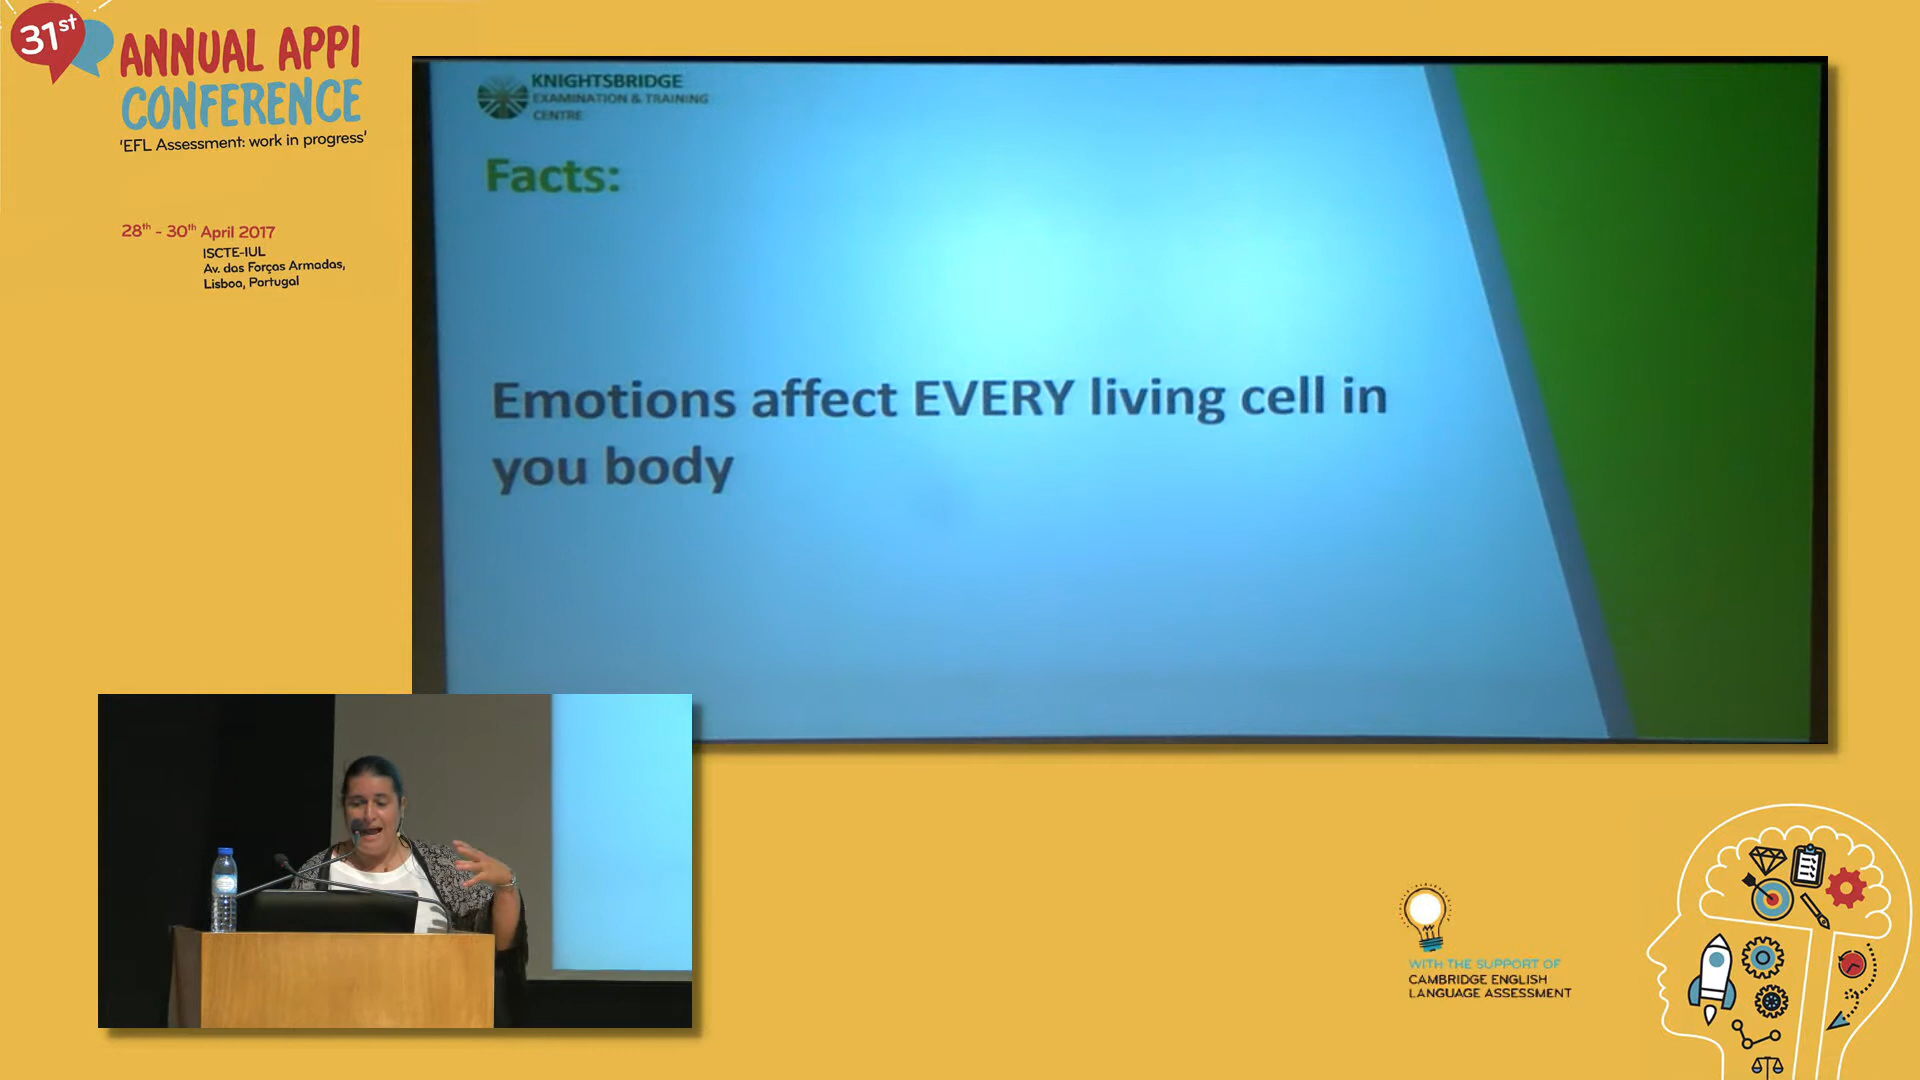 31st
ANNUAL APPI
CONFERENCE
'EFL Assessment: work in progress'
28th - 30th April 2017
ISCTE-IUL
Av. das Forças Armadas,
Lisboa, Portugal
KNIGHTSBRIDGE
EXAMINATION & TRAINING
CENTRE
Facts:
Emotions affect EVERY living cell in
you body
WITH THE SUPPORT OF
CAMBRIDGE ENGLISH
LANGUAGE ASSESSMENT